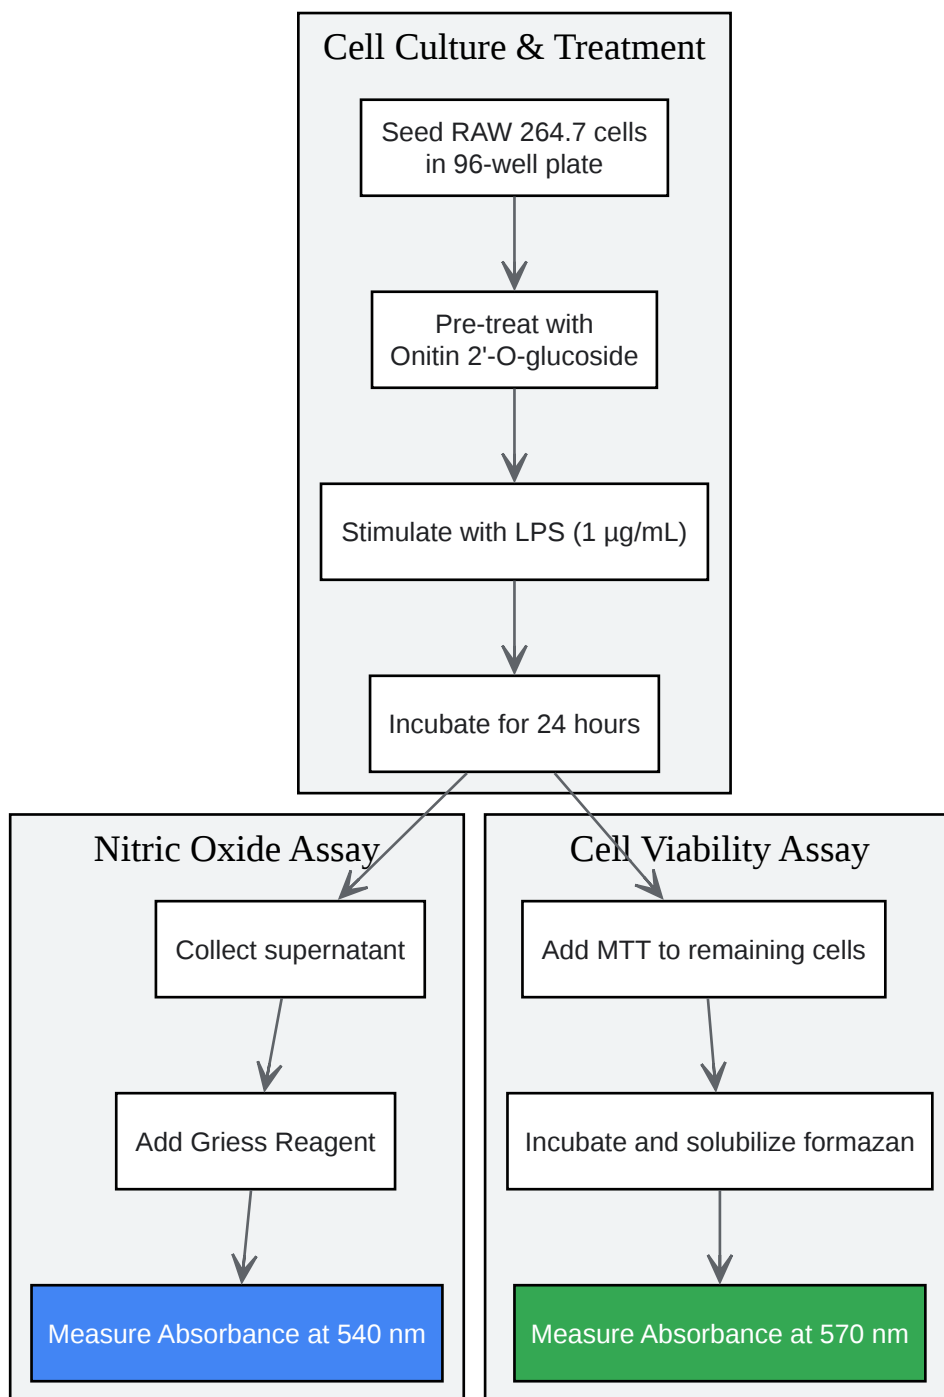 Cell Culture & Treatment
Seed RAW 264.7 cells
in 96-well plate
Pre-treat with
Onitin 2'-O-glucoside
Stimulate with LPS (1 µg/mL)
Incubate for 24 hours
Nitric Oxide Assay
Collect supernatant
Add Griess Reagent
Measure Absorbance at 540 nm
Cell Viability Assay
Add MTT to remaining cells
Incubate and solubilize formazan
Measure Absorbance at 570 nm